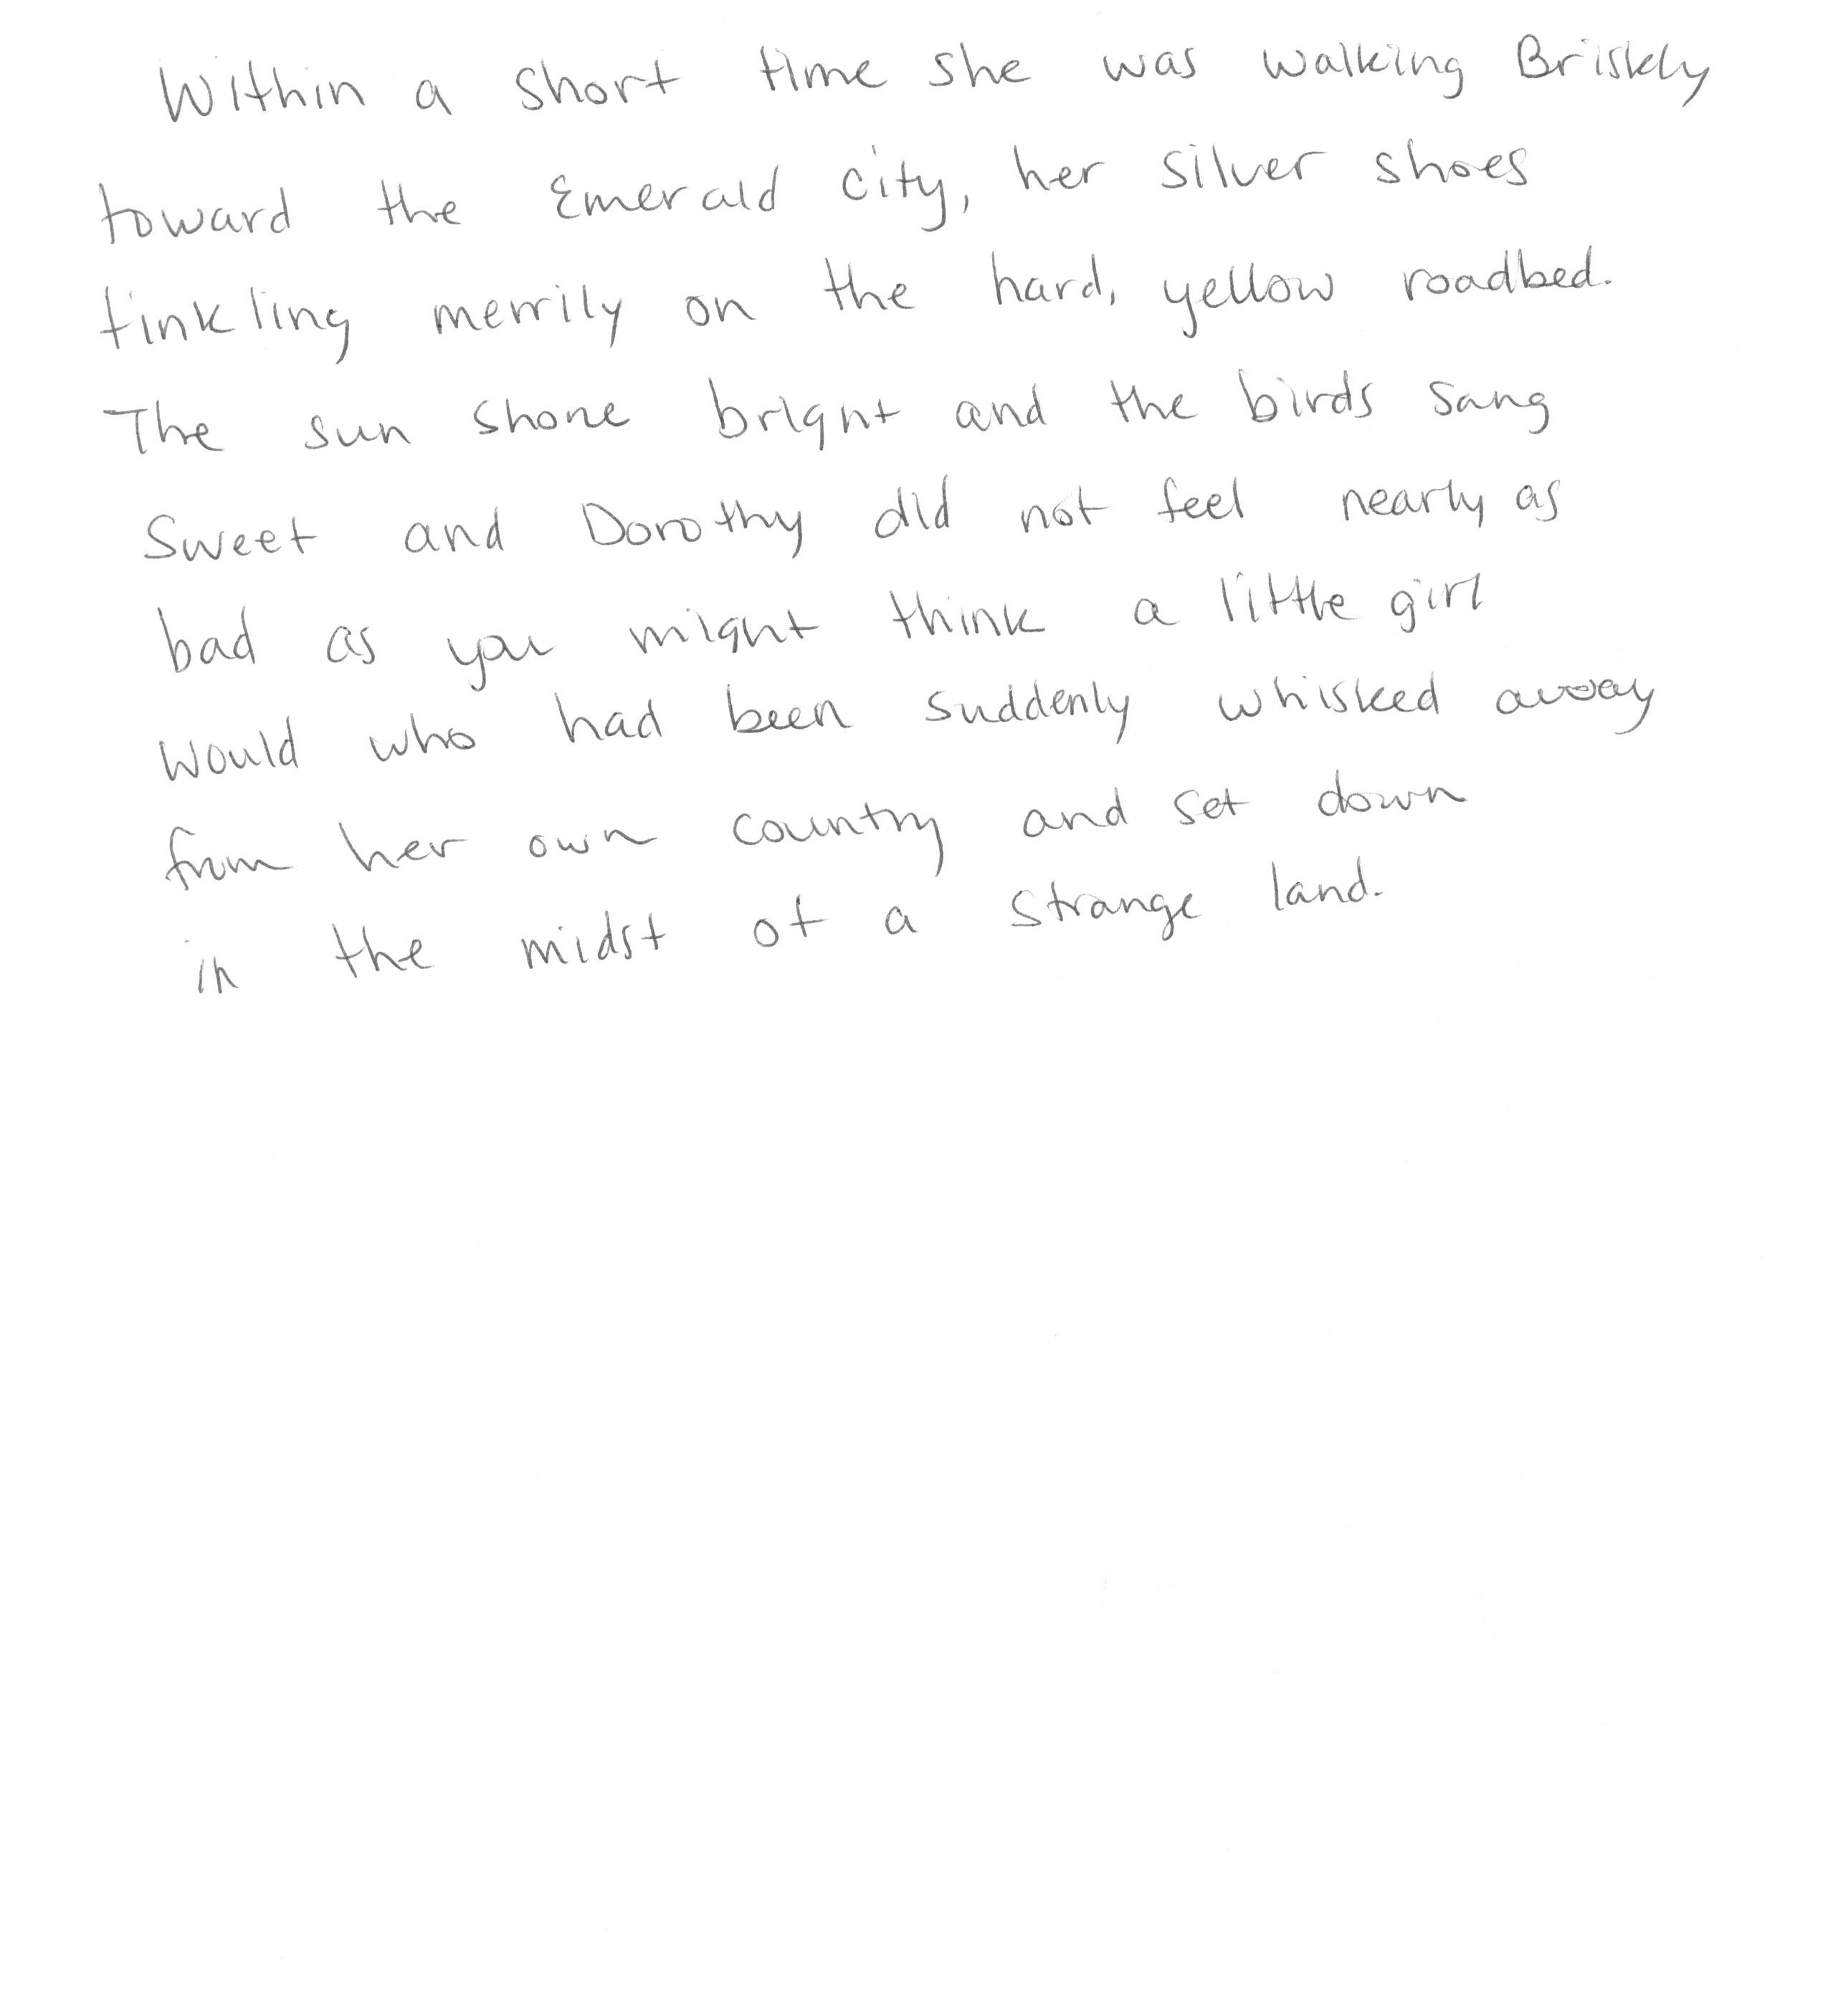 Within a short time she was walking Briskly
toward the Emerald city, her silver shoes
tinkling merrily on the hard, yellow roadbed.
The sun shone bright and the birds sang
Sweet and Dorothy did not feel nearly as
bad as you might think a little girl
would who had been suddenly whisked away
from her own country and set down
in the midst of a strange land.